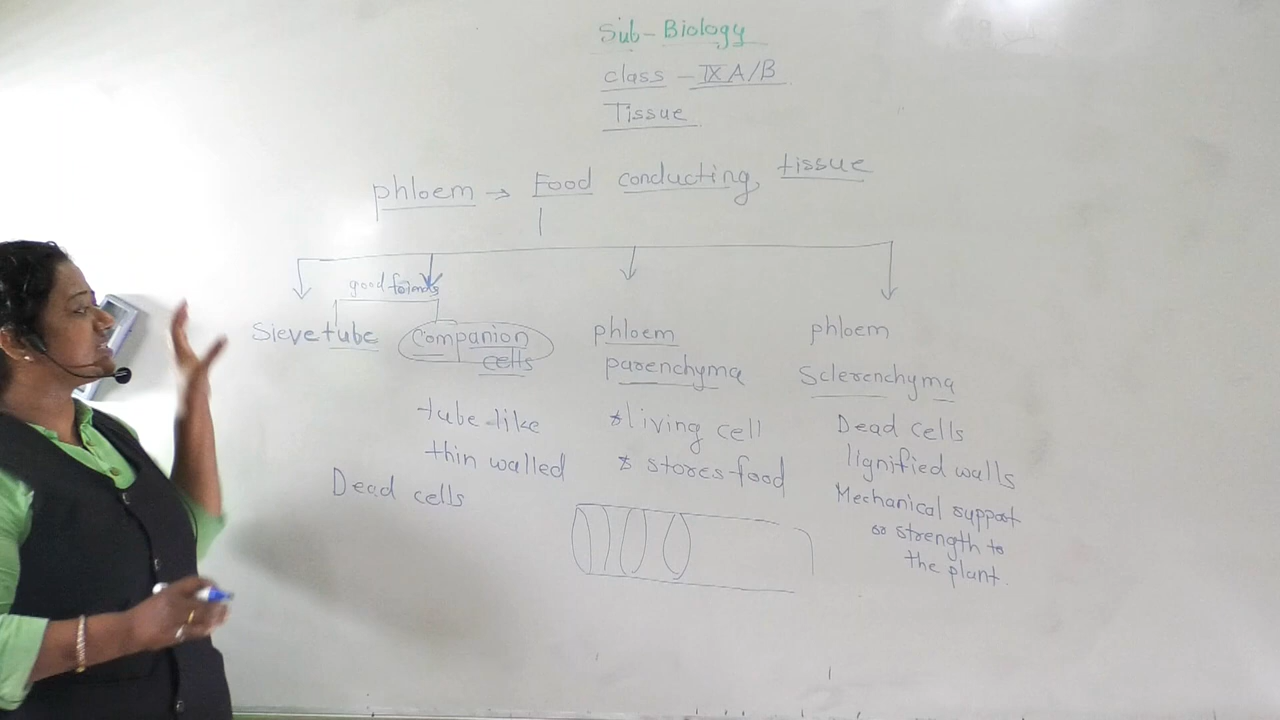 Sub-Biology
class - IX A/B
Tissue
phloem → Food conducting tissue
good friends
Sieve tube
Companion
cells
tube-like
thin walled
Dead cells
phloem
parenchyma
* living cell
* stores food
phloem
Sclerenchyma
Dead cells
lignified walls
Mechanical support
or strength to
the plant.